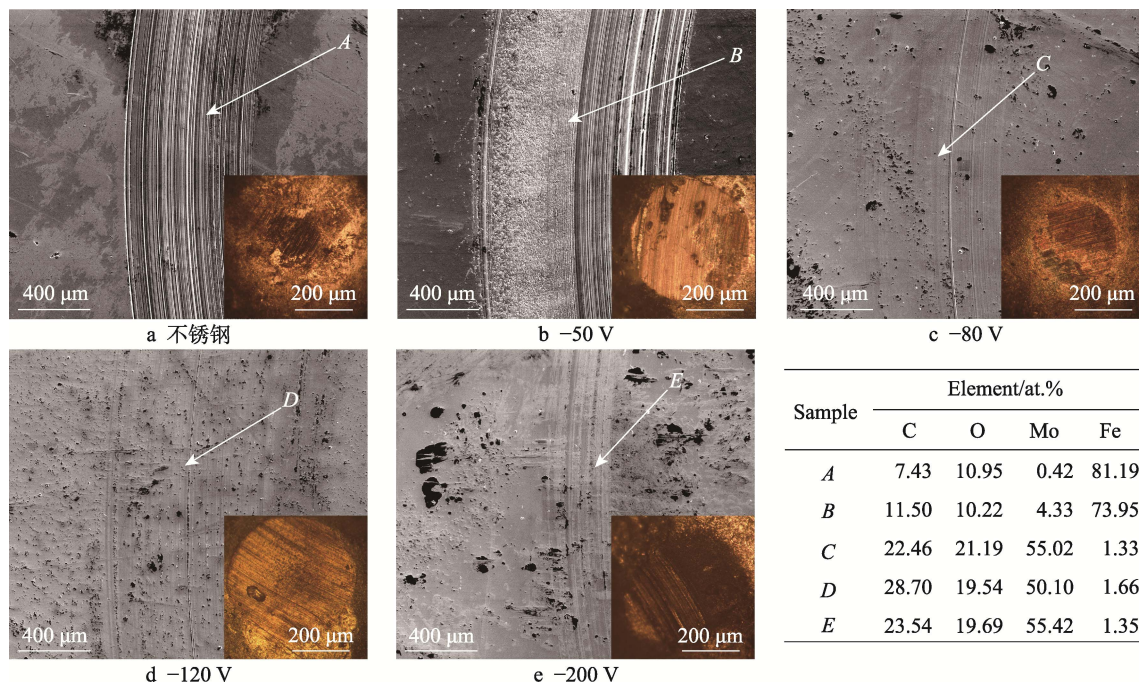 A
400 μm
200 μm
a 不锈钢
B
400 μm
200 μm
b −50 V
C
400 μm
200 μm
c −80 V
D
400 μm
200 μm
d −120 V
E
400 μm
200 μm
e −200 V
Sample Element/at.%
C O Mo Fe
A 7.43 10.95 0.42 81.19
B 11.50 10.22 4.33 73.95
C 22.46 21.19 55.02 1.33
D 28.70 19.54 50.10 1.66
E 23.54 19.69 55.42 1.35